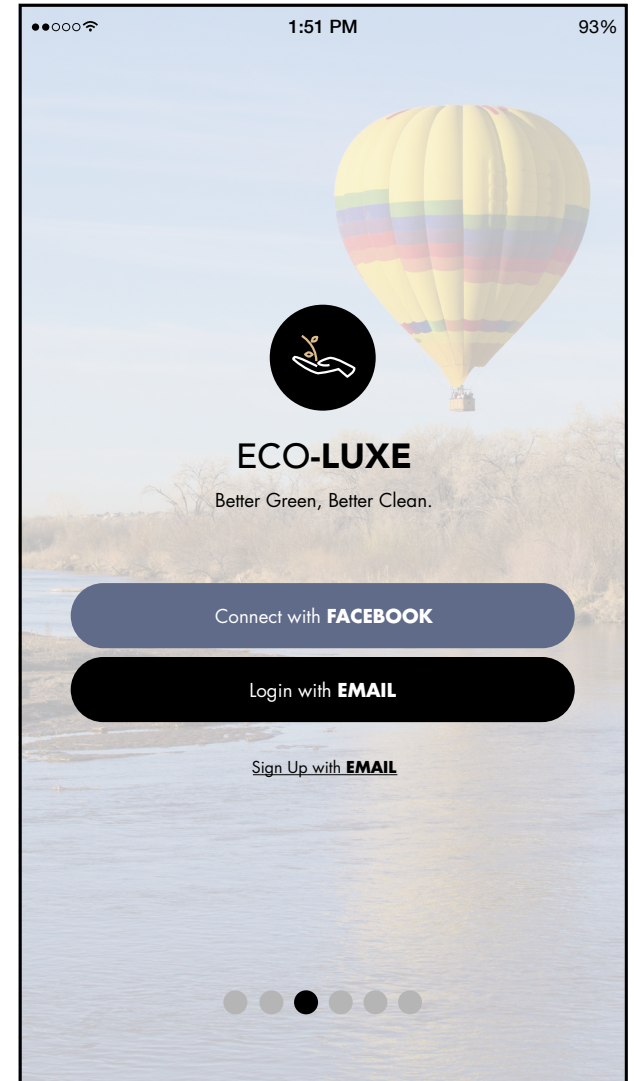 1:51 PM 93%
ECO-LUXE
Better Green, Better Clean.
Connect with FACEBOOK
Login with EMAIL
Sign Up with EMAIL